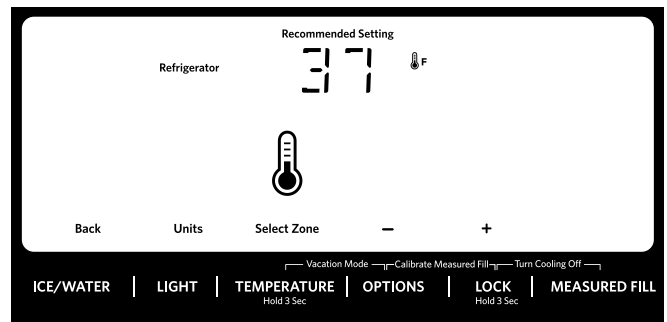 Recommended Setting
Refrigerator 37 F
Back Units Select Zone – +
Vacation Mode Calibrate Measured Fill Turn Cooling Off
ICE/WATER | LIGHT | TEMPERATURE | OPTIONS | LOCK | MEASURED FILL
Hold 3 Sec Hold 3 Sec